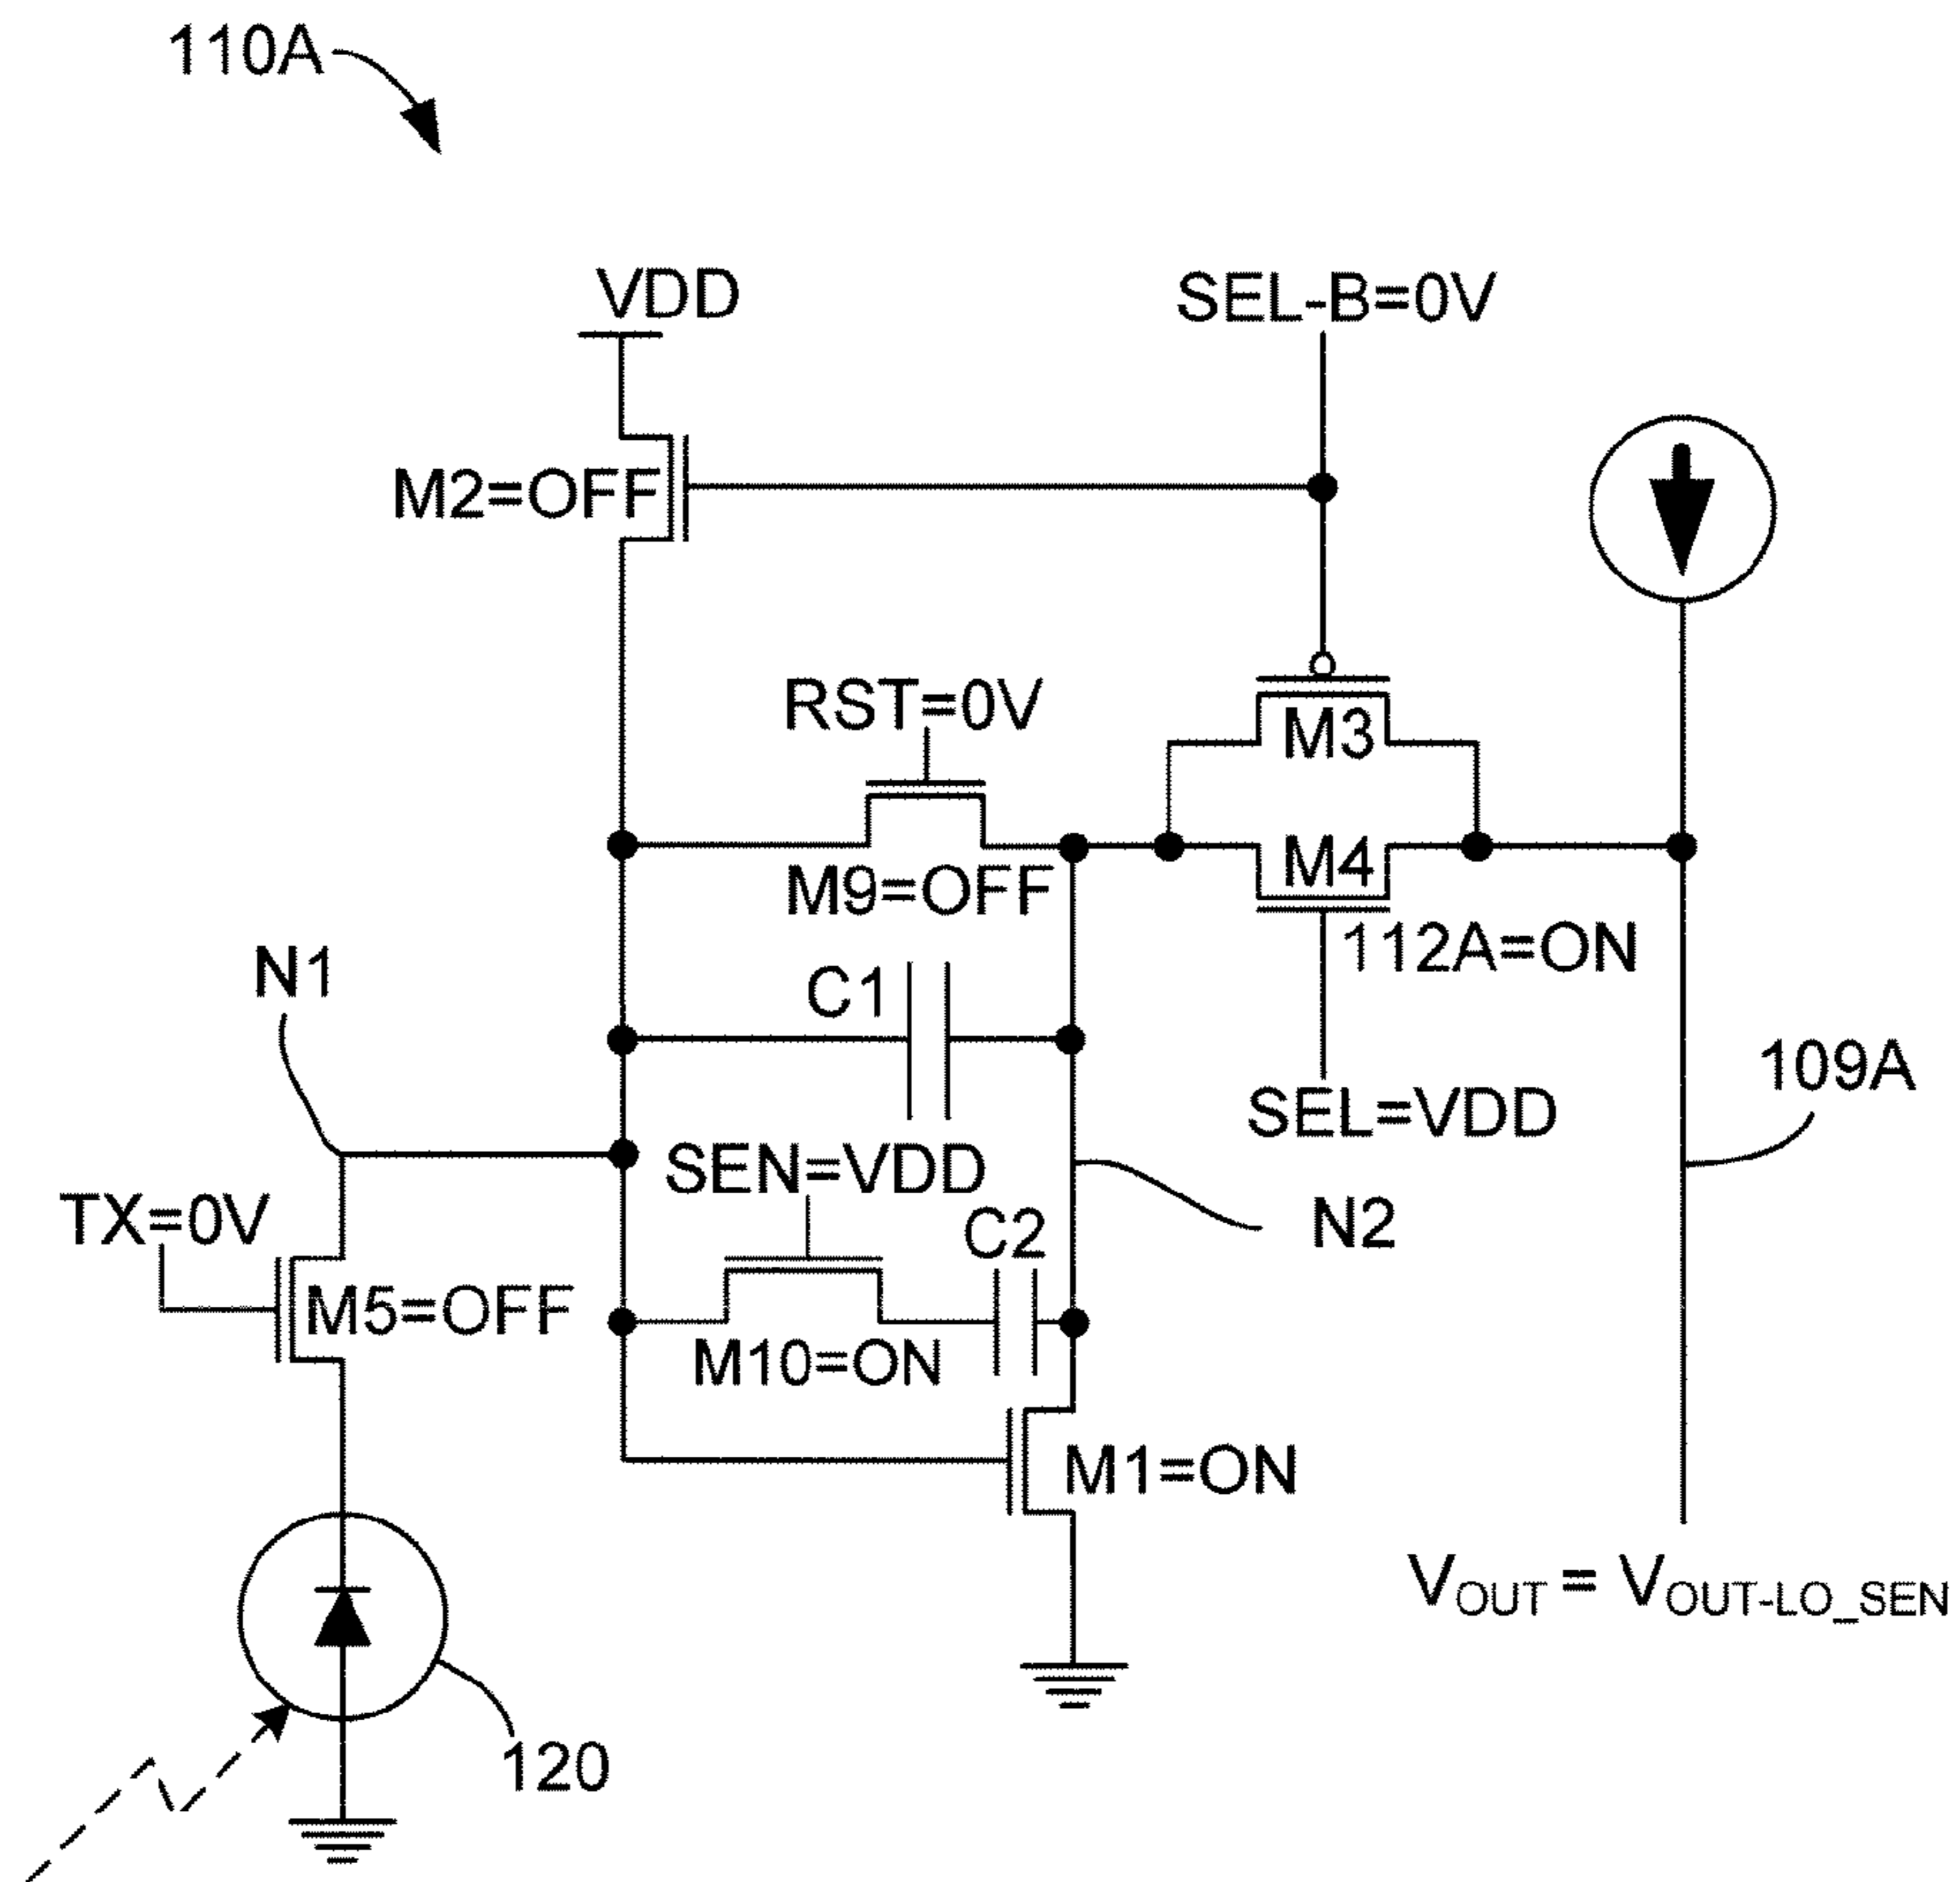 110A
VDD
SEL-B=0V
M2=OFF
RST=0V
M3
M4
M9=OFF
112A=ON
N1
C1
109A
SEL=VDD
SEN=VDD
TX=0V
C2
N2
M5=OFF
M10=ON
M1=ON
VOUT = VOUT-LO_SEN
120